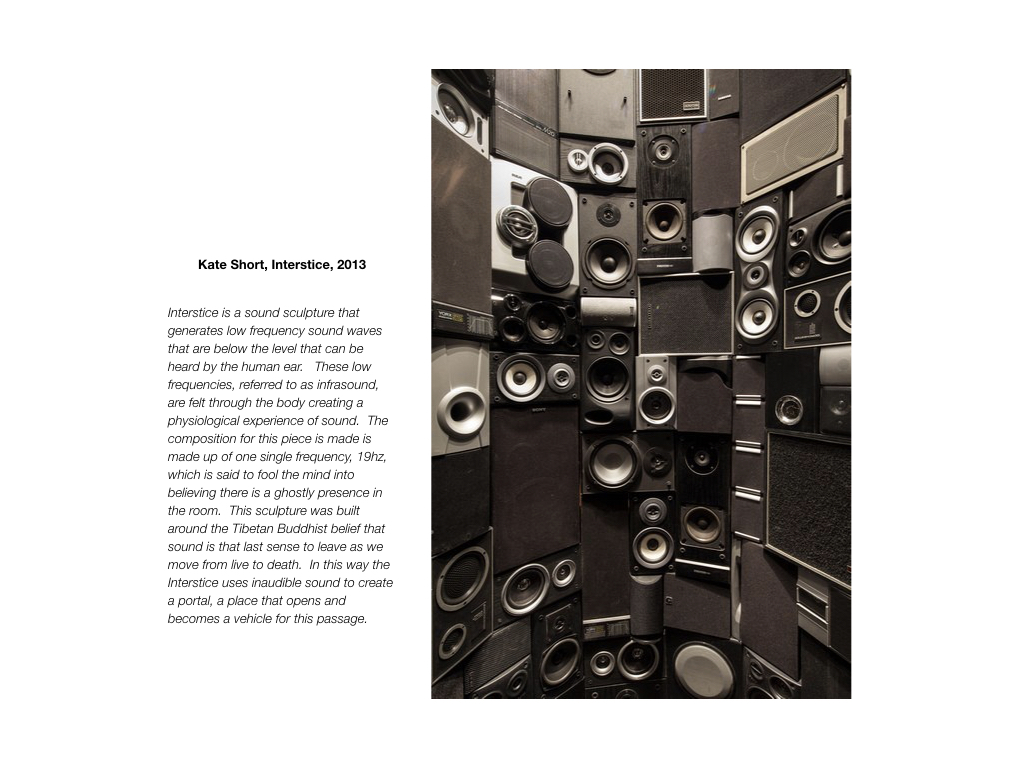 Kate Short, Interstice, 2013
Interstice is a sound sculpture that
generates low frequency sound waves
that are below the level that can be
heard by the human ear.   These low
frequencies, referred to as infrasound,
are felt through the body creating a
physiological experience of sound.  The
composition for this piece is made is
made up of one single frequency, 19hz,
which is said to fool the mind into
believing there is a ghostly presence in
the room.  This sculpture was built
around the Tibetan Buddhist belief that
sound is that last sense to leave as we
move from live to death.  In this way the
Interstice uses inaudible sound to create
a portal, a place that opens and
becomes a vehicle for this passage.
SONY